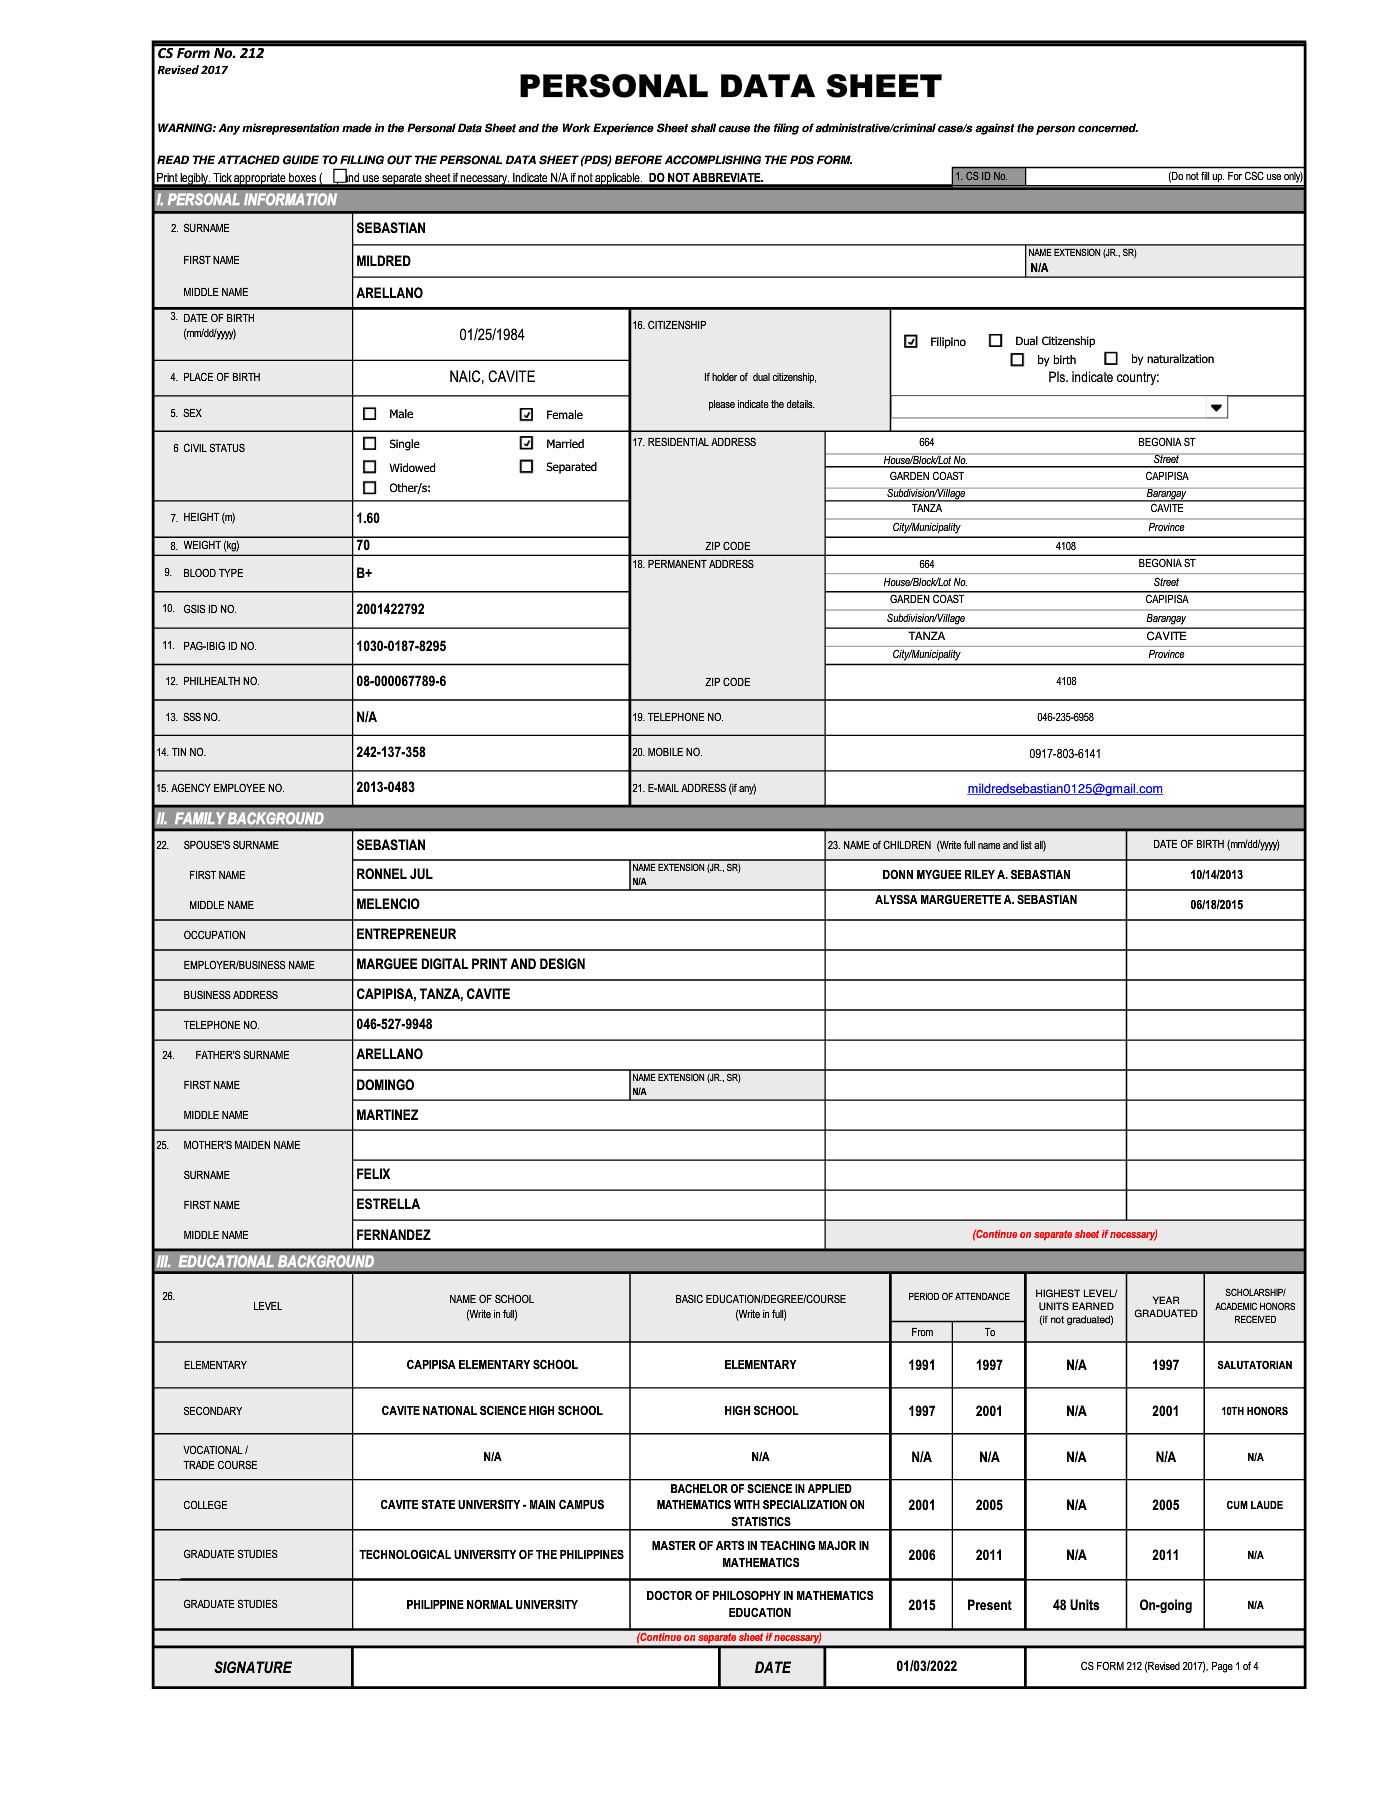 CS Form No. 212
Revised 2017
PERSONAL DATA SHEET
WARNING: Any misrepresentation made in the Personal Data Sheet and the Work Experience Sheet shall cause the filing of administrative/criminal case/s against the person concerned.
READ THE ATTACHED GUIDE TO FILLING OUT THE PERSONAL DATA SHEET (PDS) BEFORE ACCOMPLISHING THE PDS FORM.
Print legibly. Tick appropriate boxes ( and use separate sheet if necessary. Indicate N/A if not applicable. DO NOT ABBREVIATE.
1. CS ID No. (Do not fill up. For CSC use only)
I. PERSONAL INFORMATION
2. SURNAME SEBASTIAN
FIRST NAME MILDRED
NAME EXTENSION (JR., SR)
N/A
MIDDLE NAME ARELLANO
3. DATE OF BIRTH
(mm/dd/yyyy)
01/25/1984
4. PLACE OF BIRTH NAIC, CAVITE
5. SEX Male Female
6 CIVIL STATUS Single Married
Widowed Separated
Other/s:
7. HEIGHT (m) 1.60
8. WEIGHT (kg) 70
9. BLOOD TYPE B+
10. GSIS ID NO. 2001422792
11. PAG-IBIG ID NO. 1030-0187-8295
12. PHILHEALTH NO. 08-000067789-6
13. SSS NO. N/A
14. TIN NO. 242-137-358
15. AGENCY EMPLOYEE NO. 2013-0483
16. CITIZENSHIP
If holder of dual citizenship,
please indicate the details.
Filipino Dual Citizenship
by birth by naturalization
Pls. indicate country:
17. RESIDENTIAL ADDRESS 664 BEGONIA ST
House/Block/Lot No. Street
GARDEN COAST CAPIPISA
Subdivision/Village Barangay
TANZA CAVITE
City/Municipality Province
ZIP CODE 4108
18. PERMANENT ADDRESS 664 BEGONIA ST
House/Block/Lot No. Street
GARDEN COAST CAPIPISA
Subdivision/Village Barangay
TANZA CAVITE
City/Municipality Province
ZIP CODE 4108
19. TELEPHONE NO. 046-235-6958
20. MOBILE NO. 0917-803-6141
21. E-MAIL ADDRESS (if any) mildredsebastian0125@gmail.com
II. FAMILY BACKGROUND
22. SPOUSE'S SURNAME SEBASTIAN
FIRST NAME RONNEL JUL
NAME EXTENSION (JR., SR)
N/A
MIDDLE NAME MELENCIO
OCCUPATION ENTREPRENEUR
EMPLOYER/BUSINESS NAME MARGUEE DIGITAL PRINT AND DESIGN
BUSINESS ADDRESS CAPIPISA, TANZA, CAVITE
TELEPHONE NO. 046-527-9948
24. FATHER'S SURNAME ARELLANO
FIRST NAME DOMINGO
NAME EXTENSION (JR., SR)
N/A
MIDDLE NAME MARTINEZ
25. MOTHER'S MAIDEN NAME
SURNAME FELIX
FIRST NAME ESTRELLA
MIDDLE NAME FERNANDEZ
23. NAME of CHILDREN (Write full name and list all) DATE OF BIRTH (mm/dd/yyyy)
DONN MYGUEE RILEY A. SEBASTIAN 10/14/2013
ALYSSA MARGUERETTE A. SEBASTIAN 06/18/2015
(Continue on separate sheet if necessary)
III. EDUCATIONAL BACKGROUND
26. LEVEL
NAME OF SCHOOL
(Write in full)
BASIC EDUCATION/DEGREE/COURSE
(Write in full)
PERIOD OF ATTENDANCE
From To
HIGHEST LEVEL/
UNITS EARNED
(if not graduated)
YEAR
GRADUATED
SCHOLARSHIP/
ACADEMIC HONORS
RECEIVED
ELEMENTARY CAPIPISA ELEMENTARY SCHOOL ELEMENTARY 1991 1997 N/A 1997 SALUTATORIAN
SECONDARY CAVITE NATIONAL SCIENCE HIGH SCHOOL HIGH SCHOOL 1997 2001 N/A 2001 10TH HONORS
VOCATIONAL /
TRADE COURSE
N/A N/A N/A N/A N/A N/A N/A
COLLEGE CAVITE STATE UNIVERSITY - MAIN CAMPUS
BACHELOR OF SCIENCE IN APPLIED
MATHEMATICS WITH SPECIALIZATION ON
STATISTICS
2001 2005 N/A 2005 CUM LAUDE
GRADUATE STUDIES TECHNOLOGICAL UNIVERSITY OF THE PHILIPPINES
MASTER OF ARTS IN TEACHING MAJOR IN
MATHEMATICS
2006 2011 N/A 2011 N/A
GRADUATE STUDIES PHILIPPINE NORMAL UNIVERSITY
DOCTOR OF PHILOSOPHY IN MATHEMATICS
EDUCATION
2015 Present 48 Units On-going N/A
(Continue on separate sheet if necessary)
SIGNATURE DATE 01/03/2022 CS FORM 212 (Revised 2017), Page 1 of 4